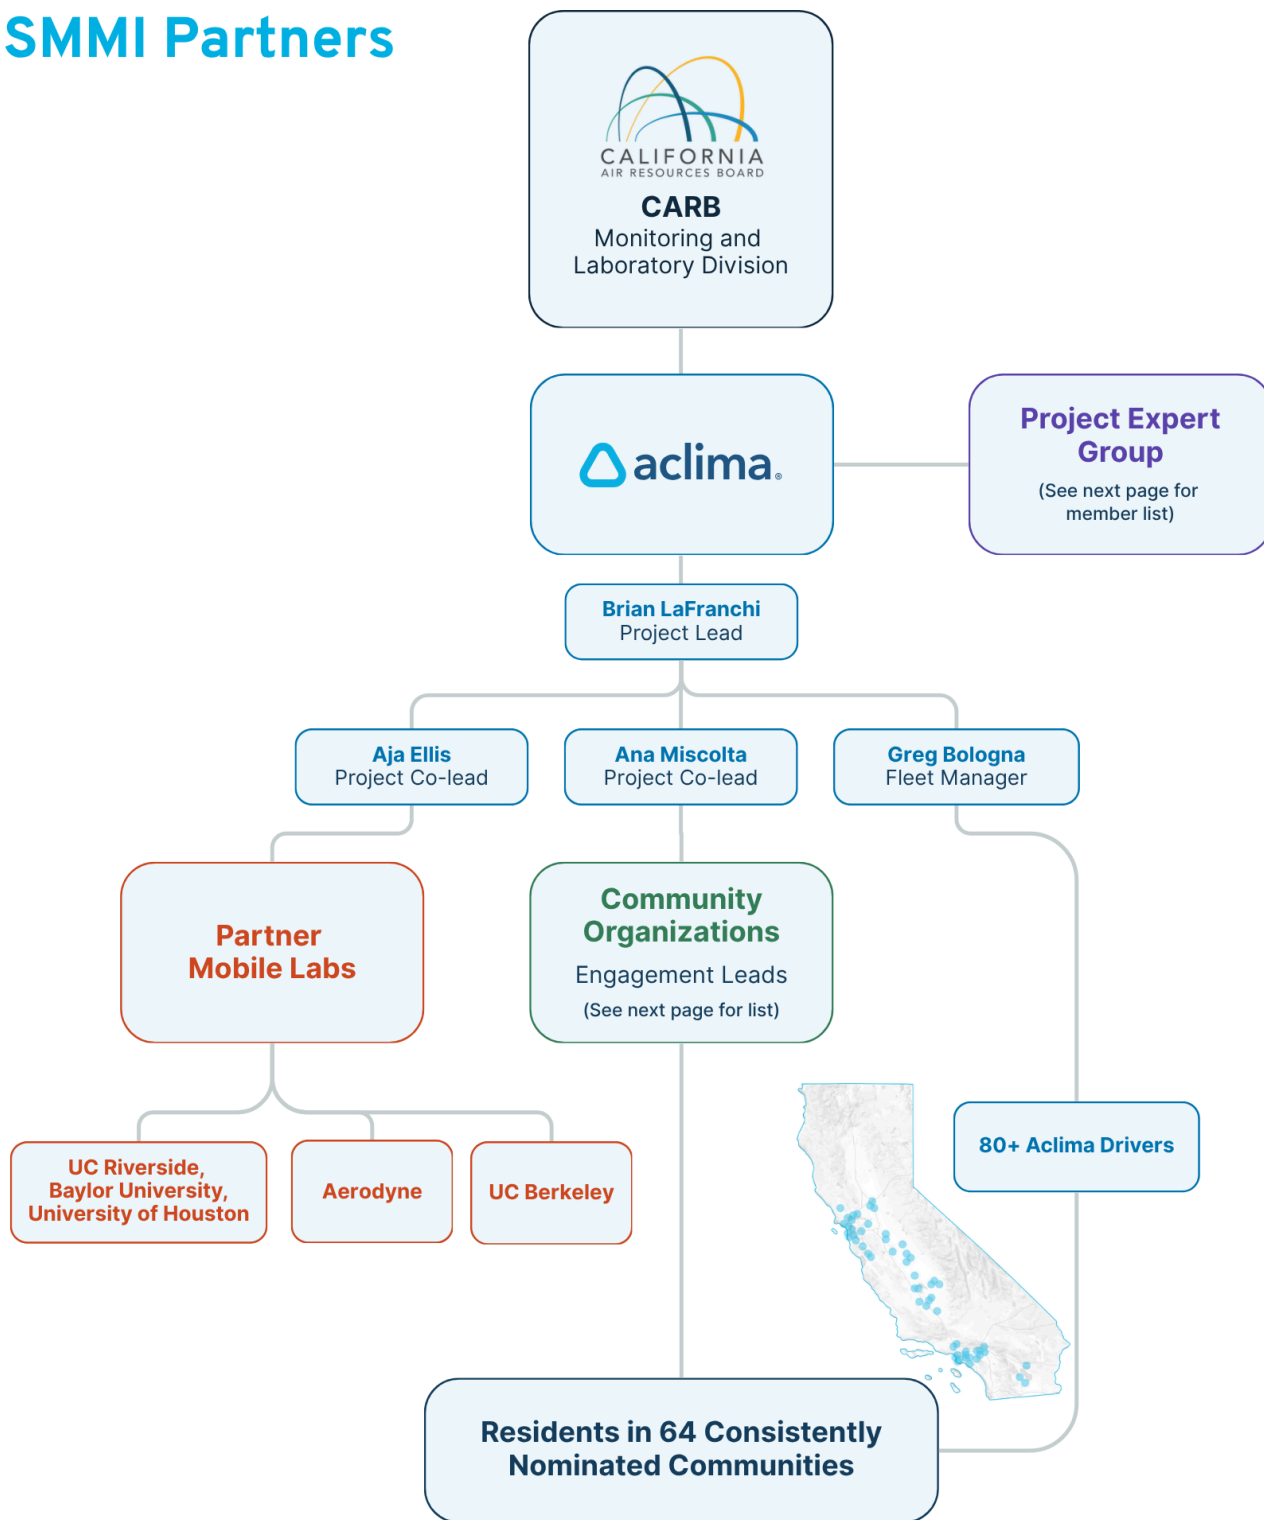 SMMI Partners
CALIFORNIA
AIR RESOURCES BOARD
CARB
Monitoring and
Laboratory Division
aclima®
Project Expert
Group
(See next page for
member list)
Brian LaFranchi
Project Lead
Aja Ellis
Project Co-lead
Ana Miscolta
Project Co-lead
Greg Bologna
Fleet Manager
Partner
Mobile Labs
Community
Organizations
Engagement Leads
(See next page for list)
UC Riverside,
Baylor University,
University of Houston
Aerodyne
UC Berkeley
80+ Aclima Drivers
Residents in 64 Consistently
Nominated Communities